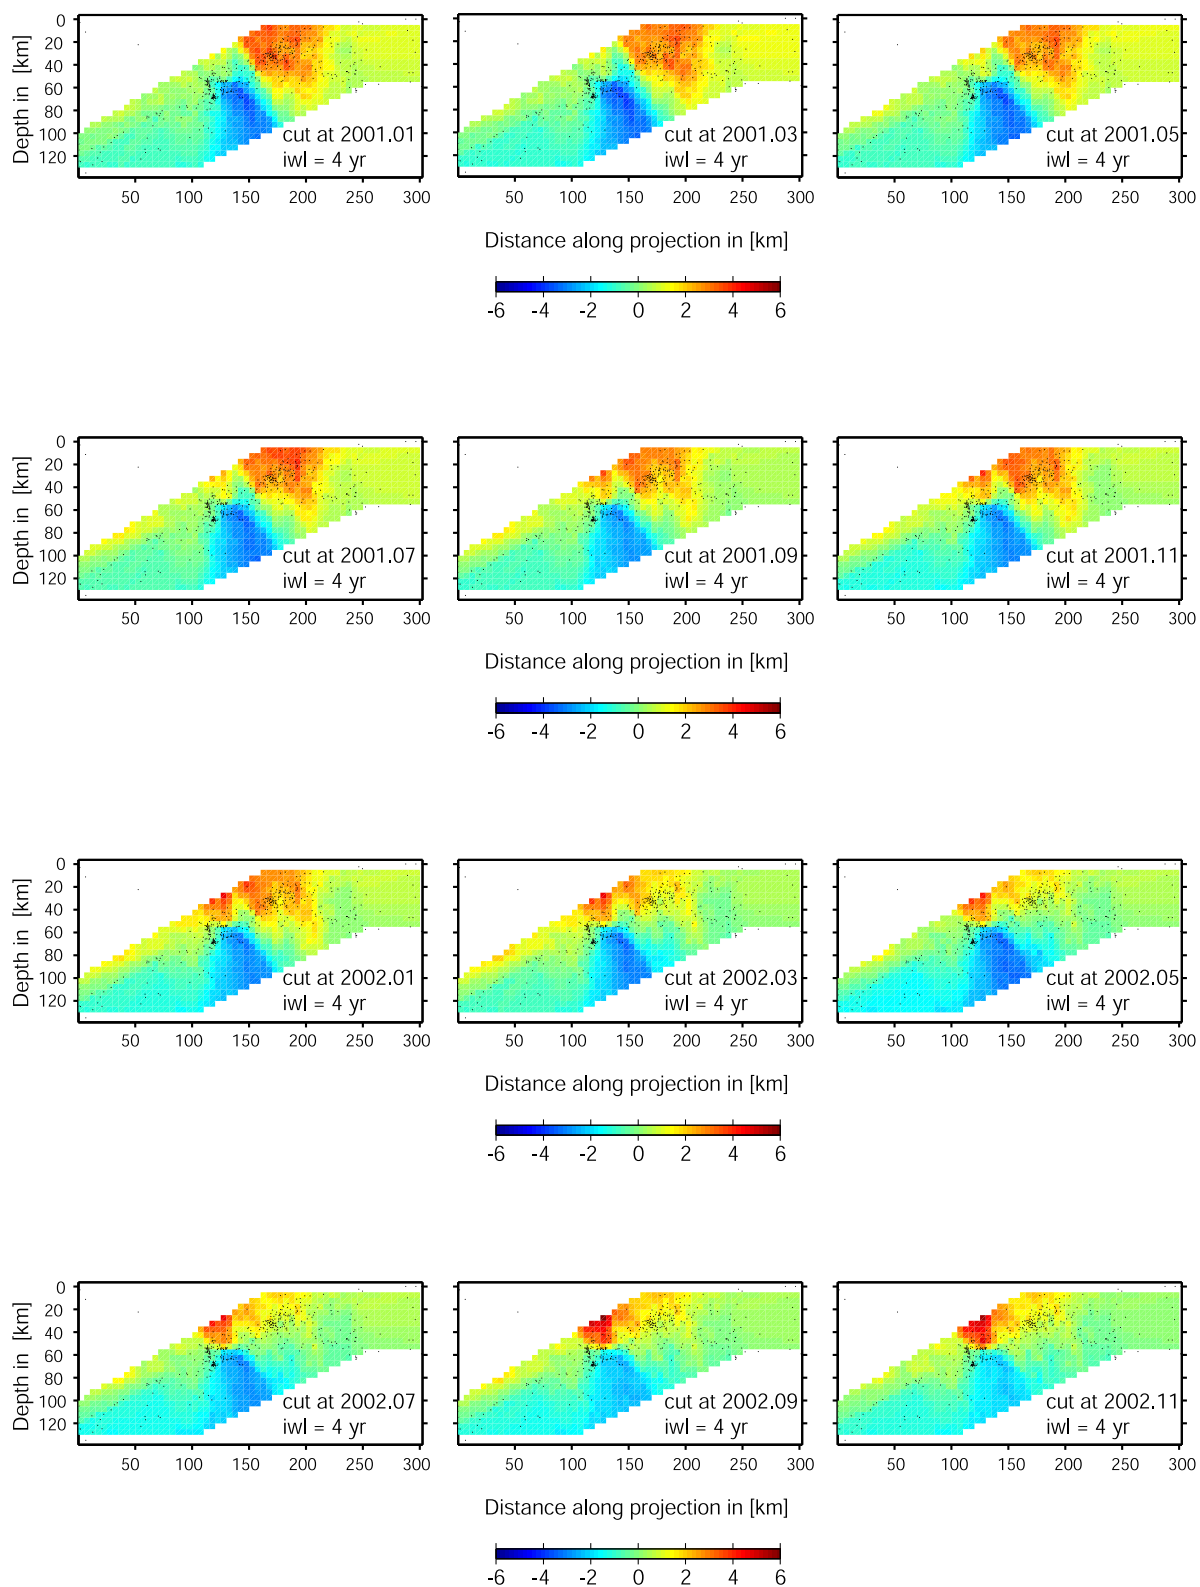 0
20
40
60
80
100
120
Depth in [km]
cut at 2001.01
iwl = 4 yr
cut at 2001.03
iwl = 4 yr
cut at 2001.05
iwl = 4 yr
50 100 150 200 250 300
50 100 150 200 250 300
50 100 150 200 250 300
Distance along projection in [km]
-6 -4 -2 0 2 4 6
0
20
40
60
80
100
120
Depth in [km]
cut at 2001.07
iwl = 4 yr
cut at 2001.09
iwl = 4 yr
cut at 2001.11
iwl = 4 yr
50 100 150 200 250 300
50 100 150 200 250 300
50 100 150 200 250 300
Distance along projection in [km]
-6 -4 -2 0 2 4 6
0
20
40
60
80
100
120
Depth in [km]
cut at 2002.01
iwl = 4 yr
cut at 2002.03
iwl = 4 yr
cut at 2002.05
iwl = 4 yr
50 100 150 200 250 300
50 100 150 200 250 300
50 100 150 200 250 300
Distance along projection in [km]
-6 -4 -2 0 2 4 6
0
20
40
60
80
100
120
Depth in [km]
cut at 2002.07
iwl = 4 yr
cut at 2002.09
iwl = 4 yr
cut at 2002.11
iwl = 4 yr
50 100 150 200 250 300
50 100 150 200 250 300
50 100 150 200 250 300
Distance along projection in [km]
-6 -4 -2 0 2 4 6